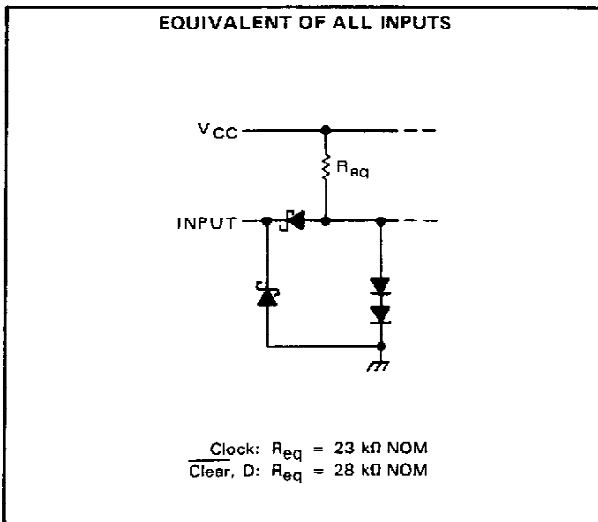 EQUIVALENT OF ALL INPUTS
VCC
Req
INPUT
Clock: Req = 23 kΩ NOM
Clear, D: Req = 28 kΩ NOM